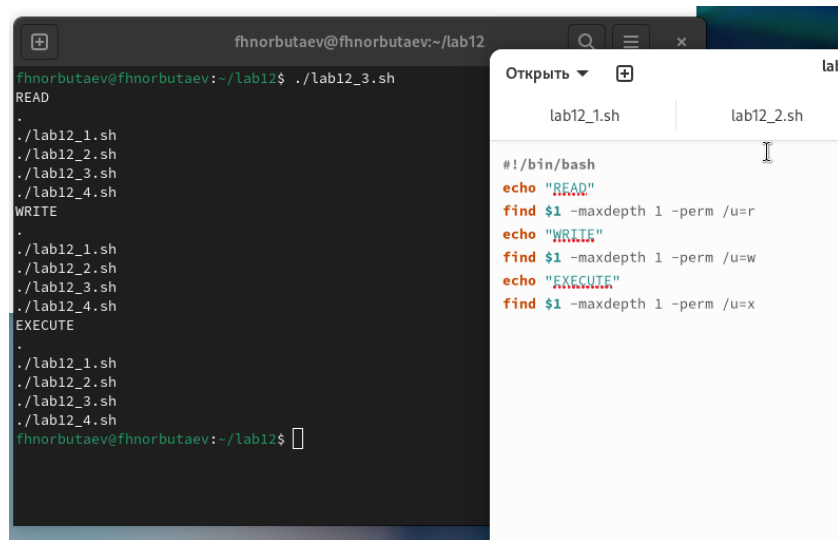 fhnorbutaev@fhnorbutaev:~/lab12
fhnorbutaev@fhnorbutaev:~/lab12$ ./lab12_3.sh
READ
.
./lab12_1.sh
./lab12_2.sh
./lab12_3.sh
./lab12_4.sh
WRITE
.
./lab12_1.sh
./lab12_2.sh
./lab12_3.sh
./lab12_4.sh
EXECUTE
.
./lab12_1.sh
./lab12_2.sh
./lab12_3.sh
./lab12_4.sh
fhnorbutaev@fhnorbutaev:~/lab12$
Открыть
lab12_1.sh
lab12_2.sh
#!/bin/bash
echo "READ"
find $1 -maxdepth 1 -perm /u=r
echo "WRITE"
find $1 -maxdepth 1 -perm /u=w
echo "EXECUTE"
find $1 -maxdepth 1 -perm /u=x